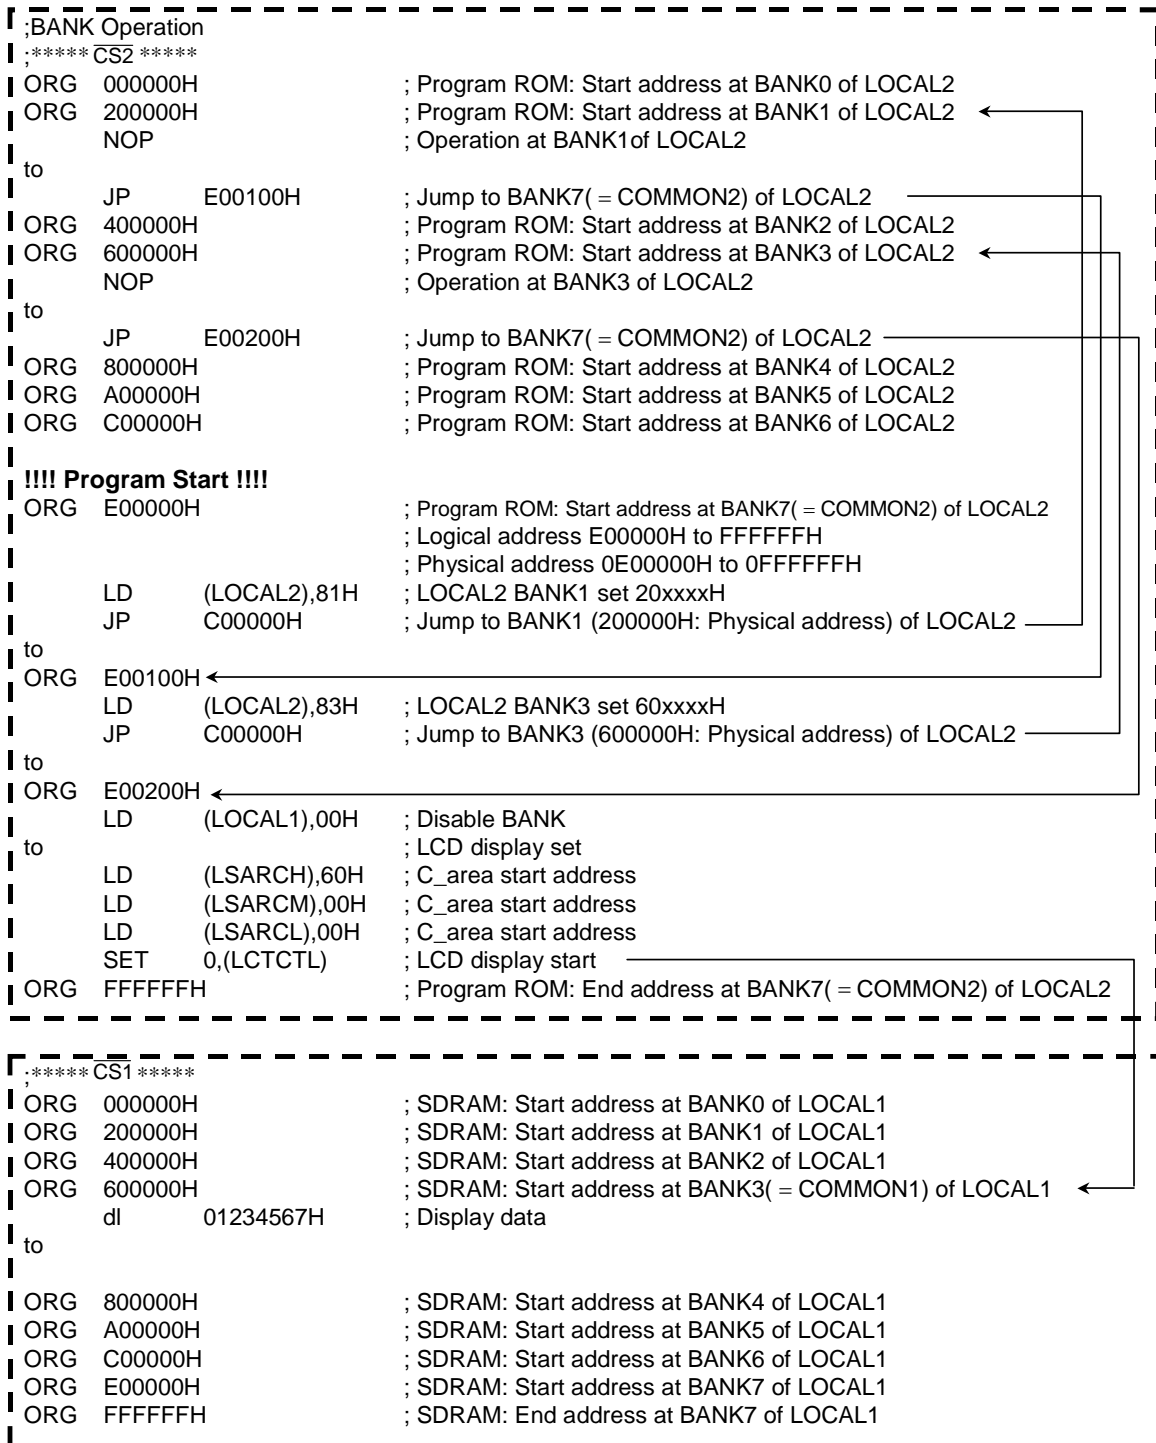 ;BANK Operation
;***** CS2 *****
ORG 000000H ; Program ROM: Start address at BANK0 of LOCAL2
ORG 200000H ; Program ROM: Start address at BANK1 of LOCAL2
NOP ; Operation at BANK1of LOCAL2
to
JP E00100H ; Jump to BANK7( = COMMON2) of LOCAL2
ORG 400000H ; Program ROM: Start address at BANK2 of LOCAL2
ORG 600000H ; Program ROM: Start address at BANK3 of LOCAL2
NOP ; Operation at BANK3 of LOCAL2
to
JP E00200H ; Jump to BANK7( = COMMON2) of LOCAL2
ORG 800000H ; Program ROM: Start address at BANK4 of LOCAL2
ORG A00000H ; Program ROM: Start address at BANK5 of LOCAL2
ORG C00000H ; Program ROM: Start address at BANK6 of LOCAL2
!!!! Program Start !!!!
ORG E00000H ; Program ROM: Start address at BANK7( = COMMON2) of LOCAL2
; Logical address E00000H to FFFFFFH
; Physical address 0E00000H to 0FFFFFFH
LD (LOCAL2),81H ; LOCAL2 BANK1 set 20xxxxH
JP C00000H ; Jump to BANK1 (200000H: Physical address) of LOCAL2
to
ORG E00100H
LD (LOCAL2),83H ; LOCAL2 BANK3 set 60xxxxH
JP C00000H ; Jump to BANK3 (600000H: Physical address) of LOCAL2
to
ORG E00200H
LD (LOCAL1),00H ; Disable BANK
to ; LCD display set
LD (LSARCH),60H ; C_area start address
LD (LSARCM),00H ; C_area start address
LD (LSARCL),00H ; C_area start address
SET 0,(LCTCTL) ; LCD display start
ORG FFFFFFH ; Program ROM: End address at BANK7( = COMMON2) of LOCAL2
;***** CS1 *****
ORG 000000H ; SDRAM: Start address at BANK0 of LOCAL1
ORG 200000H ; SDRAM: Start address at BANK1 of LOCAL1
ORG 400000H ; SDRAM: Start address at BANK2 of LOCAL1
ORG 600000H ; SDRAM: Start address at BANK3( = COMMON1) of LOCAL1
dl 01234567H ; Display data
to
ORG 800000H ; SDRAM: Start address at BANK4 of LOCAL1
ORG A00000H ; SDRAM: Start address at BANK5 of LOCAL1
ORG C00000H ; SDRAM: Start address at BANK6 of LOCAL1
ORG E00000H ; SDRAM: Start address at BANK7 of LOCAL1
ORG FFFFFFH ; SDRAM: End address at BANK7 of LOCAL1